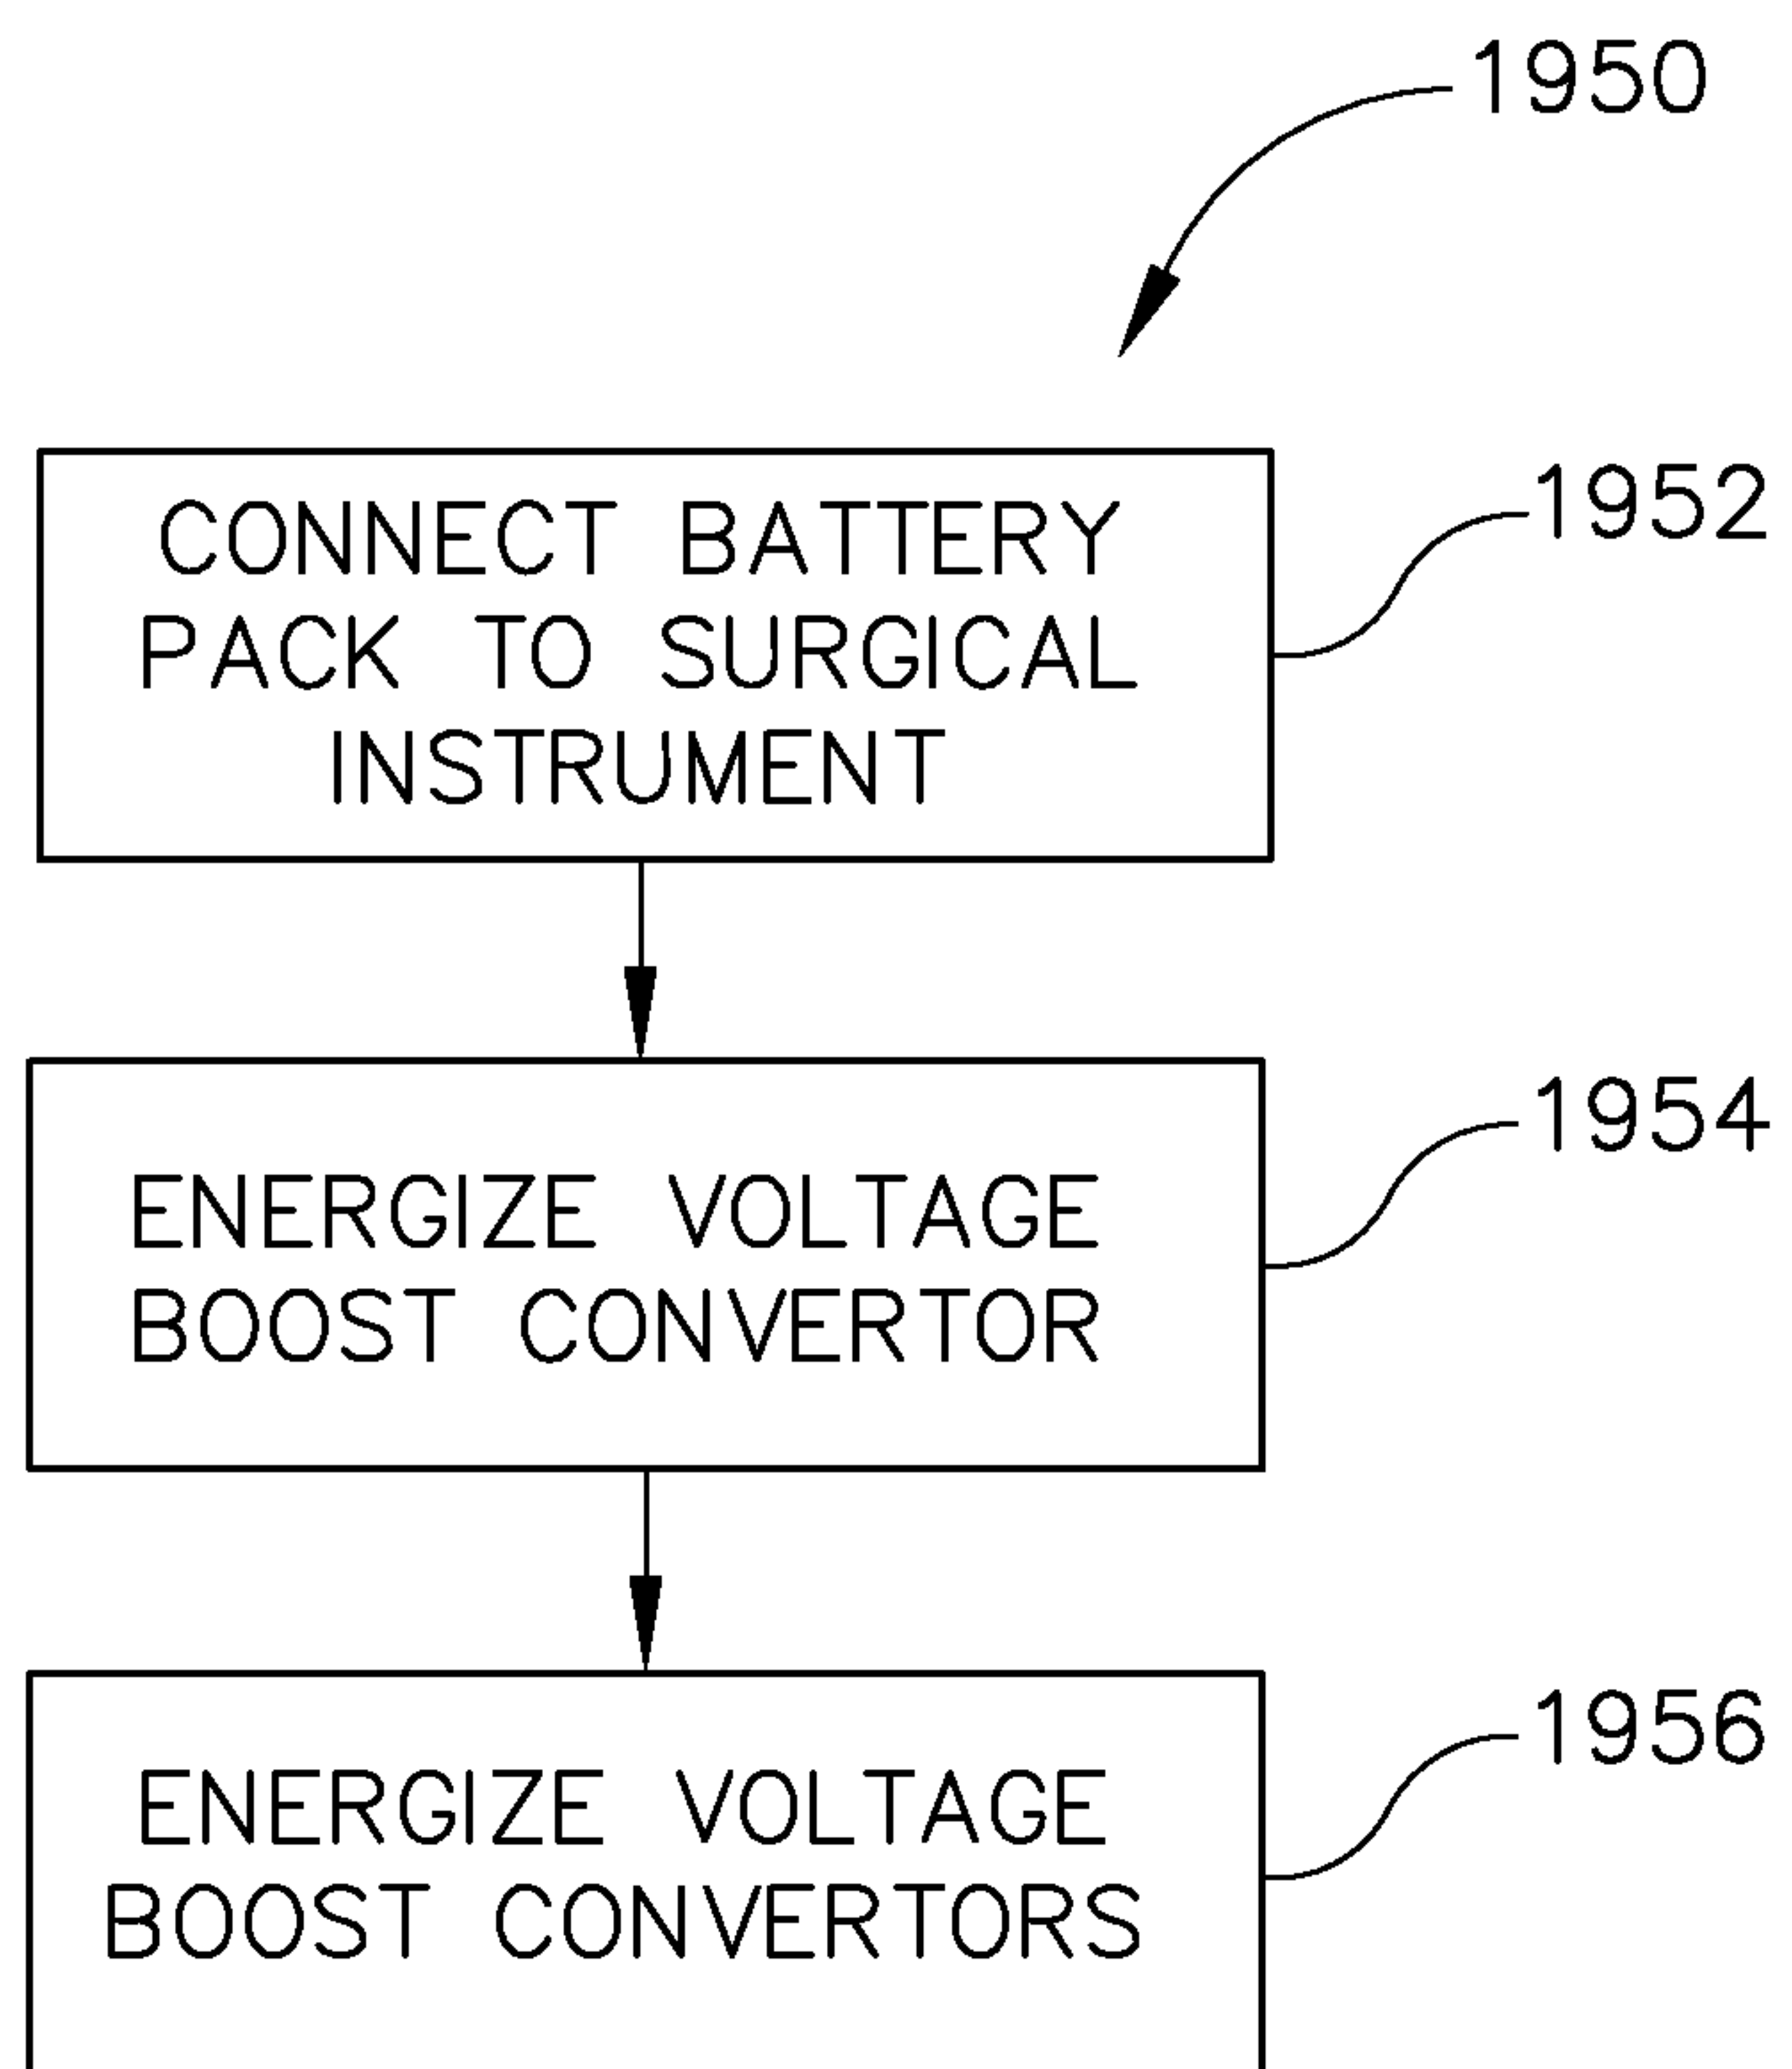 1950
CONNECT BATTERY
PACK TO SURGICAL
INSTRUMENT
1952
ENERGIZE VOLTAGE
BOOST CONVERTOR
1954
ENERGIZE VOLTAGE
BOOST CONVERTORS
1956